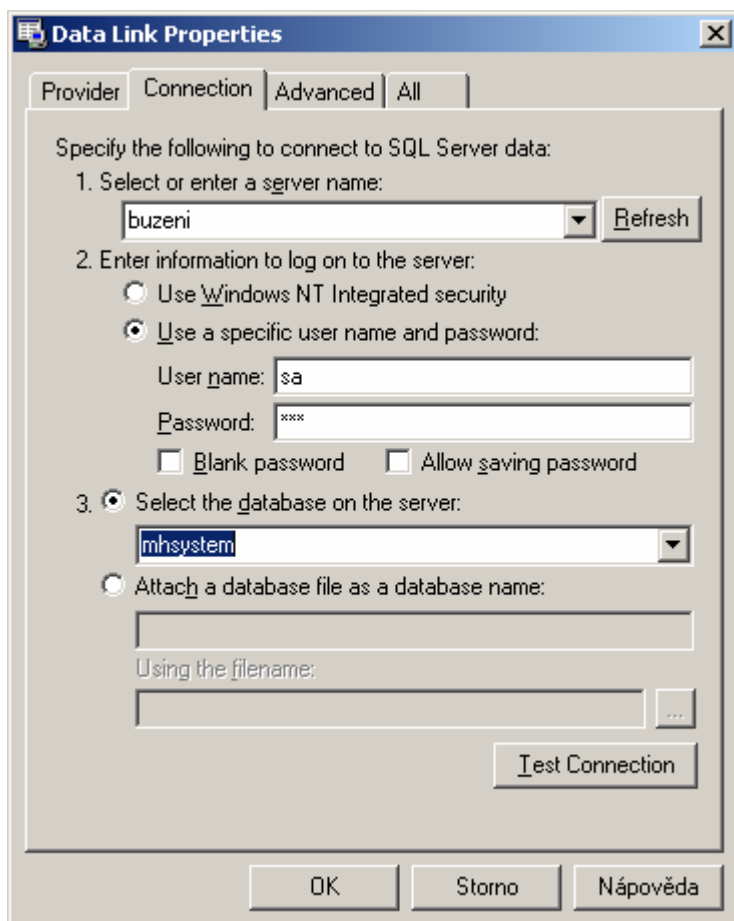 Data Link Properties
Provider Connection Advanced All
Specify the following to connect to SQL Server data:
1. Select or enter a server name:
buzeni Refresh
2. Enter information to log on to the server:
Use Windows NT Integrated security
Use a specific user name and password:
User name: sa
Password: ***
Blank password Allow saving password
3. Select the database on the server:
mhsystem
Attach a database file as a database name:
Using the filename:
...
Test Connection
OK Storno Nápověda